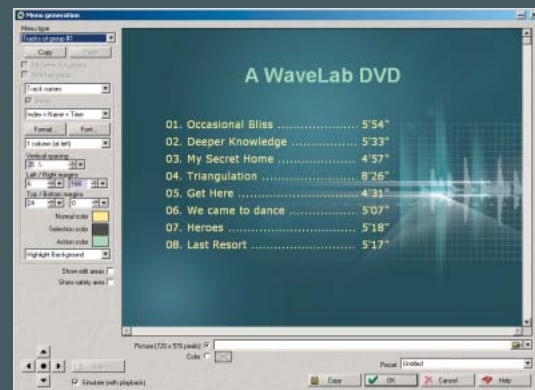 Menu generation
Menu type
Tracks of group #1
Copy
Track names
Index + Name + Time
Format...
Font...
1 column (at left)
Vertical spacing
35 %
Left / Right margins
6
168
Top / Bottom margins
24
0
Normal color
Selection color
Action color
Highlight Background
Show edit areas
Show safety area
A WaveLab DVD
01. Occasional Bliss ................... 5'54"
02. Deeper Knowledge ............... 5'33"
03. My Secret Home ................... 4'57"
04. Triangulation ......................... 8'26"
05. Get Here ............................... 4'31"
06. We came to dance ............... 5'07"
07. Heroes .................................. 5'18"
08. Last Resort .......................... 5'17"
Picture (720 x 576 pixels)
Color
Simulate (with playback)
Preset
Untitled
Copy
OK
Cancel
Help